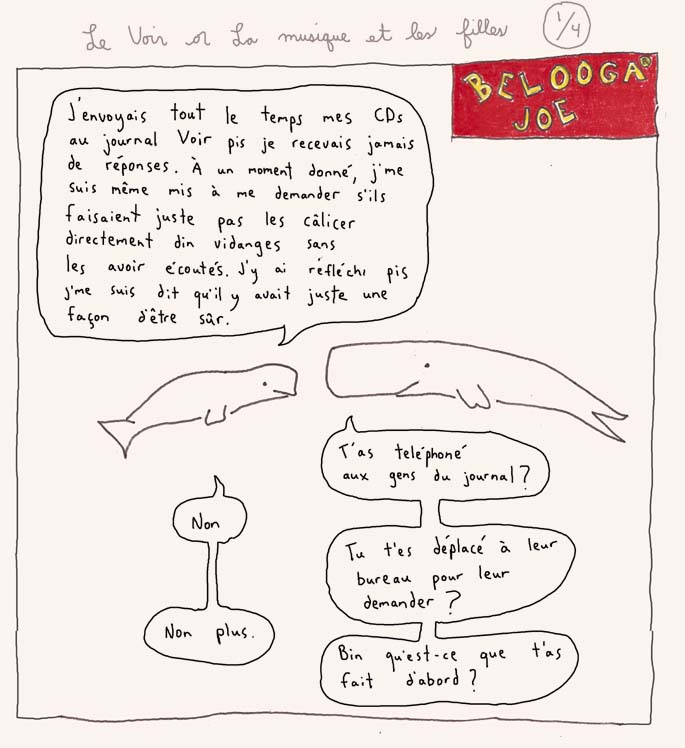 Le Voir or La musique et les filles
1/4
BELOOGA
JOE
J'envoyais tout le temps mes CDs
au journal Voir pis je recevais jamais
de réponses. À un moment donné, j'me
suis même mis à me demander s'ils
faisaient juste pas les câlicer
directement din vidanges sans
les avoir écoutés. J'y ai réfléchi pis
j'me suis dit qu'il y avait juste une
façon d'être sûr.
T'as téléphoné
aux gens du journal?
Non
Tu t'es déplacé à leur
bureau pour leur
demander?
Non plus.
Bin qu'est-ce que t'as
fait d'abord?